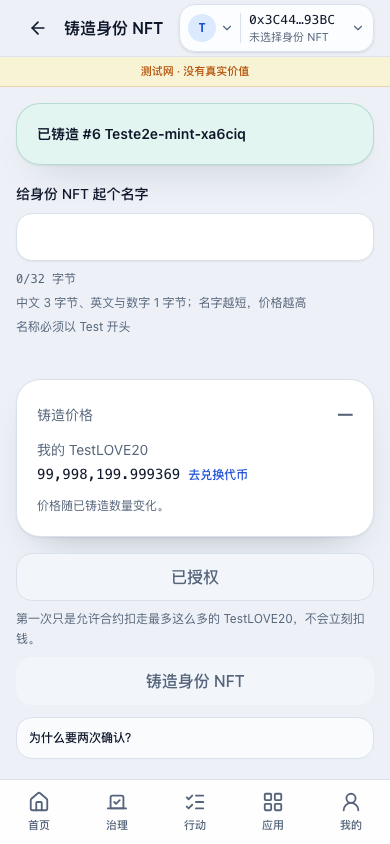 铸造身份 NFT
T
0x3C44…93BC
未选择身份 NFT
测试网 · 没有真实价值
已铸造 #6 Teste2e-mint-xa6ciq
给身份 NFT 起个名字
0/32 字节
中文 3 字节、英文与数字 1 字节；名字越短，价格越高
名称必须以 Test 开头
铸造价格 —
我的 TestLOVE20
99,998,199.999369 去兑换代币
价格随已铸造数量变化。
已授权
第一次只是允许合约扣走最多这么多的 TestLOVE20，不会立刻扣
钱。
铸造身份 NFT
为什么要两次确认?
首页 治理 行动 应用 我的